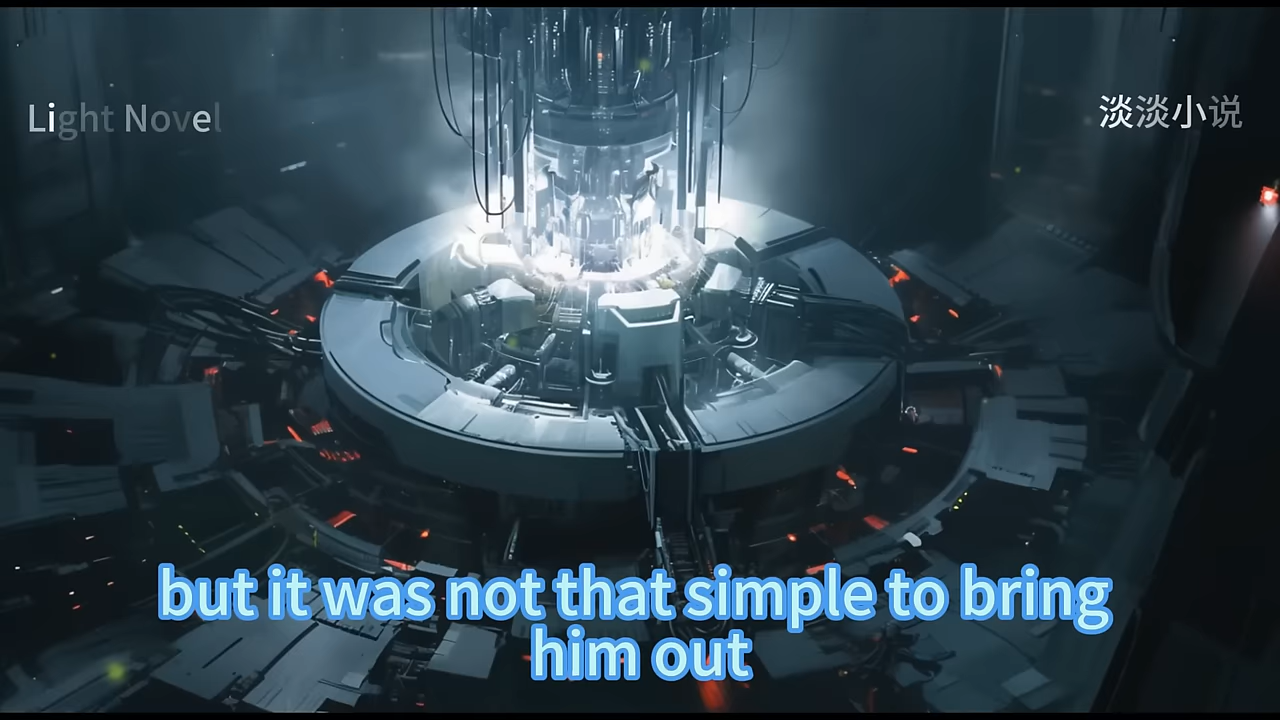 Light Novel
淡淡小说
but it was not that simple to bring
him out